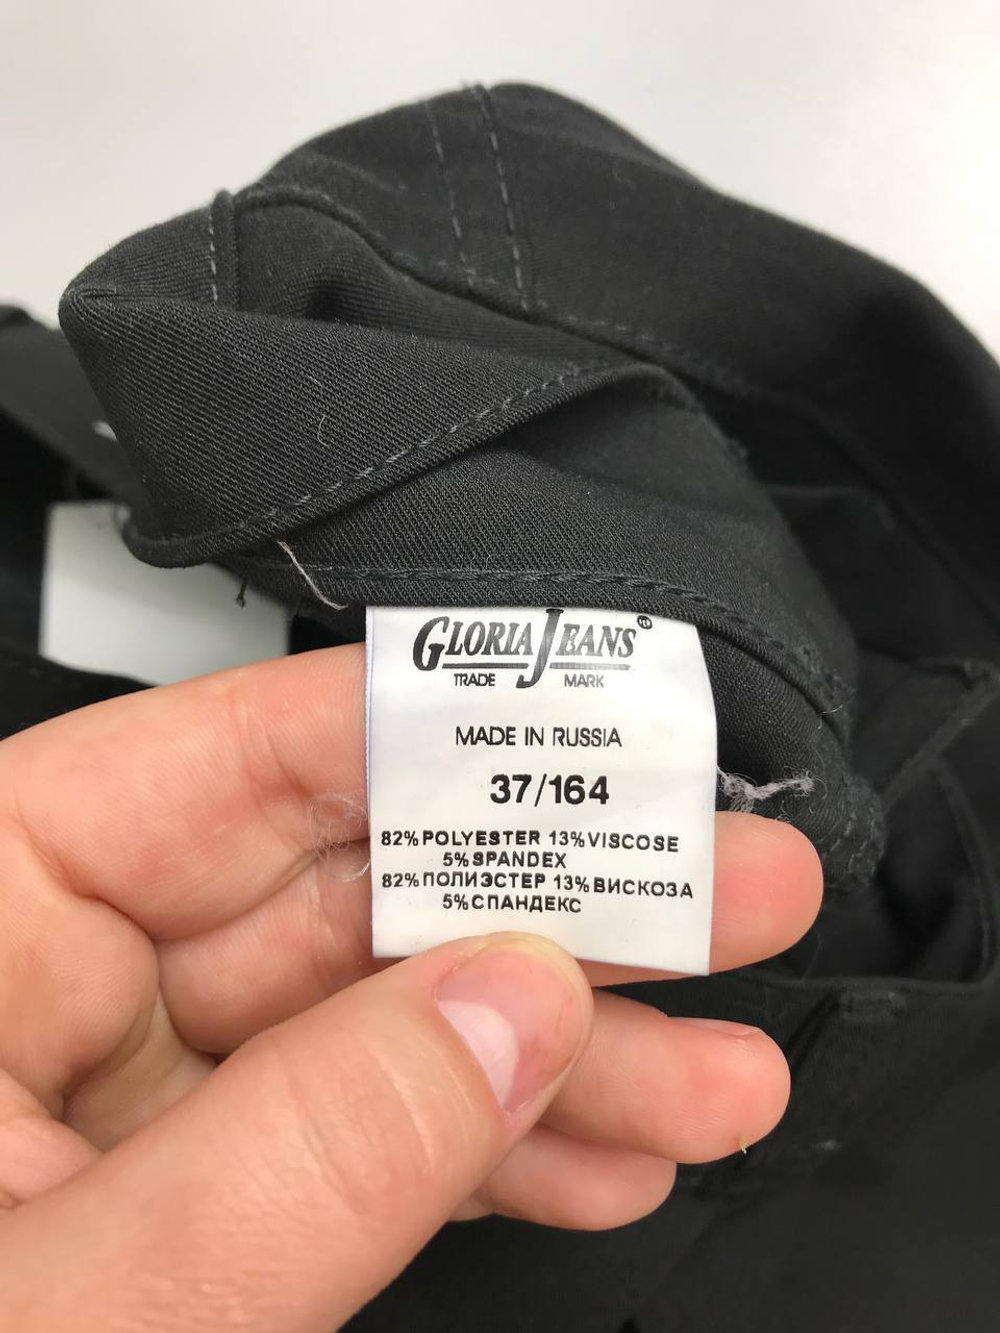 GLORIA JEANS®
TRADE MARK
MADE IN RUSSIA
37/164
82%POLYESTER 13%VISCOSE
5%SPANDEX
82%ПОЛИЭСТЕР 13%ВИСКОЗА
5%СПАНДЕКС